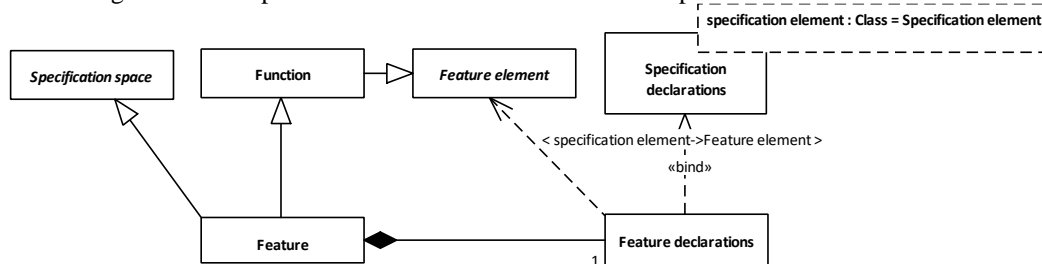 specification element : Class = Specification element
Specification space
Function
Feature element
Specification
declarations
< specification element->Feature element >
«bind»
Feature
Feature declarations
1